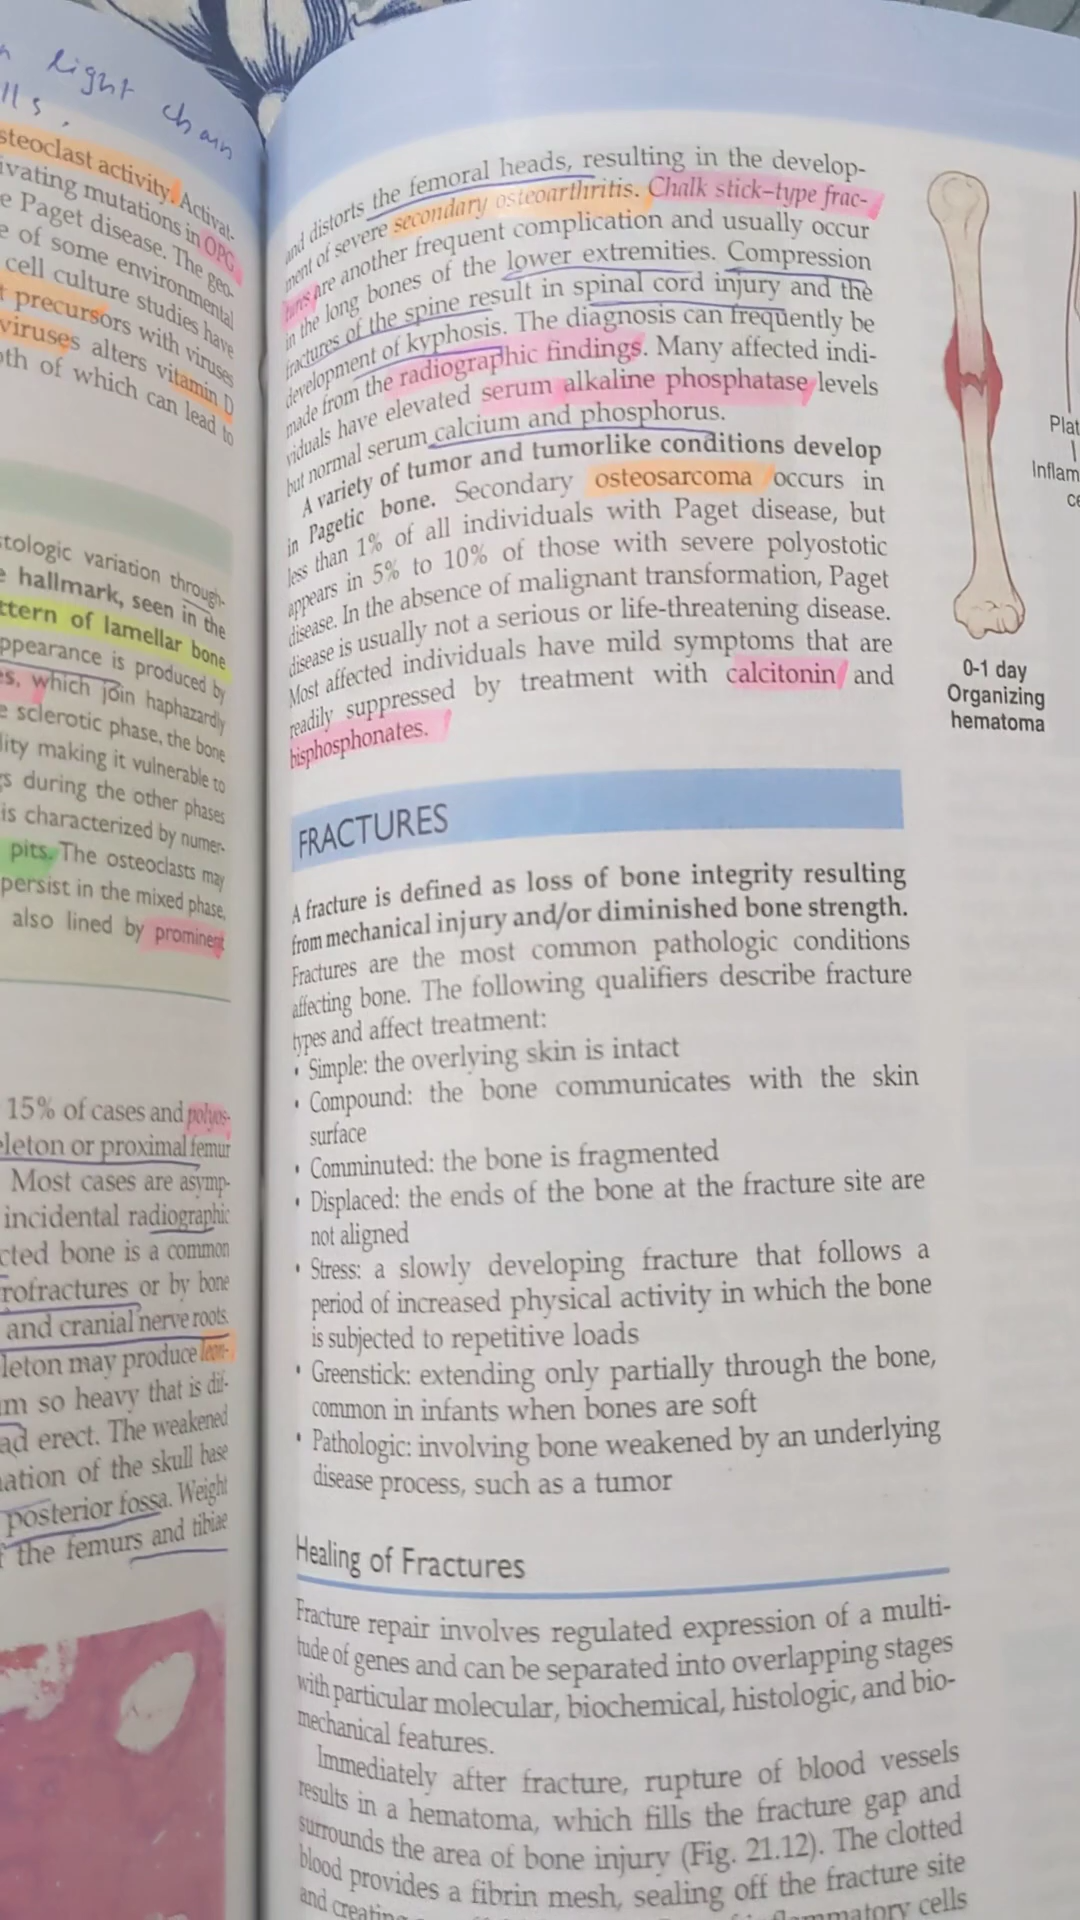 light chain
lls.
steoclast activity. Activat-
ivating mutations in OPG
e Paget disease. The geo-
e of some environmental
cell culture studies have
t precursors with viruses
viruses alters vitamin D
oth of which can lead to
tologic variation through-
e hallmark, seen in the
ttern of lamellar bone
ppearance is produced by
es, which join haphazardly
e sclerotic phase, the bone
lity making it vulnerable to
gs during the other phases
is characterized by numer-
pits. The osteoclasts may
persist in the mixed phase,
also lined by prominent
15% of cases and polyos-
eleton or proximal femur
Most cases are asymp-
incidental radiographic
cted bone is a common
rofractures or by bone
and cranial nerve roots.
leton may produce leon-
m so heavy that is dif-
ad erect. The weakened
ation of the skull base
posterior fossa. Weight
f the femurs and tibiae
and distorts the femoral heads, resulting in the develop-
ment of severe secondary osteoarthritis. Chalk stick–type frac-
tures are another frequent complication and usually occur
in the long bones of the lower extremities. Compression
fractures of the spine result in spinal cord injury and the
development of kyphosis. The diagnosis can frequently be
made from the radiographic findings. Many affected indi-
viduals have elevated serum alkaline phosphatase levels
but normal serum calcium and phosphorus.
A variety of tumor and tumorlike conditions develop
in Pagetic bone. Secondary osteosarcoma occurs in
less than 1% of all individuals with Paget disease, but
appears in 5% to 10% of those with severe polyostotic
disease. In the absence of malignant transformation, Paget
disease is usually not a serious or life-threatening disease.
Most affected individuals have mild symptoms that are
readily suppressed by treatment with calcitonin and
bisphosphonates.
FRACTURES
A fracture is defined as loss of bone integrity resulting
from mechanical injury and/or diminished bone strength.
Fractures are the most common pathologic conditions
affecting bone. The following qualifiers describe fracture
types and affect treatment:
• Simple: the overlying skin is intact
• Compound: the bone communicates with the skin
surface
• Comminuted: the bone is fragmented
• Displaced: the ends of the bone at the fracture site are
not aligned
• Stress: a slowly developing fracture that follows a
period of increased physical activity in which the bone
is subjected to repetitive loads
• Greenstick: extending only partially through the bone,
common in infants when bones are soft
• Pathologic: involving bone weakened by an underlying
disease process, such as a tumor
Healing of Fractures
Fracture repair involves regulated expression of a multi-
tude of genes and can be separated into overlapping stages
with particular molecular, biochemical, histologic, and bio-
mechanical features.
Immediately after fracture, rupture of blood vessels
results in a hematoma, which fills the fracture gap and
surrounds the area of bone injury (Fig. 21.12). The clotted
blood provides a fibrin mesh, sealing off the fracture site
and creating
mmatory cells
Plat
Inflam
ce
0-1 day
Organizing
hematoma